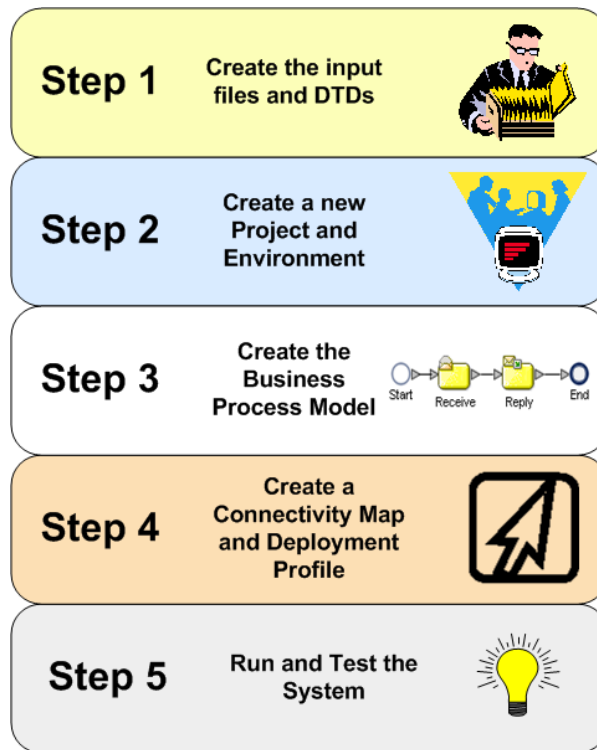 Step 1
Create the input
files and DTDs
Step 2
Create a new
Project and
Environment
Step 3
Create the
Business
Process Model
Start
Receive
Reply
End
Step 4
Create a
Connectivity Map
and Deployment
Profile
Step 5
Run and Test the
System